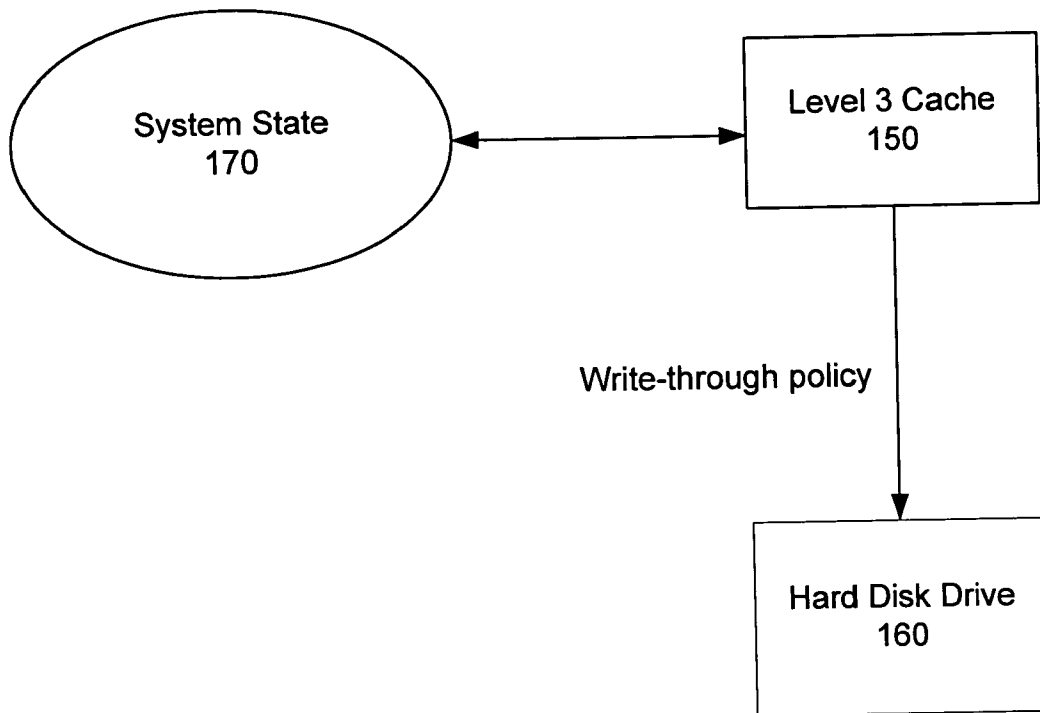 System State
170
Level 3 Cache
150
Write-through policy
Hard Disk Drive
160